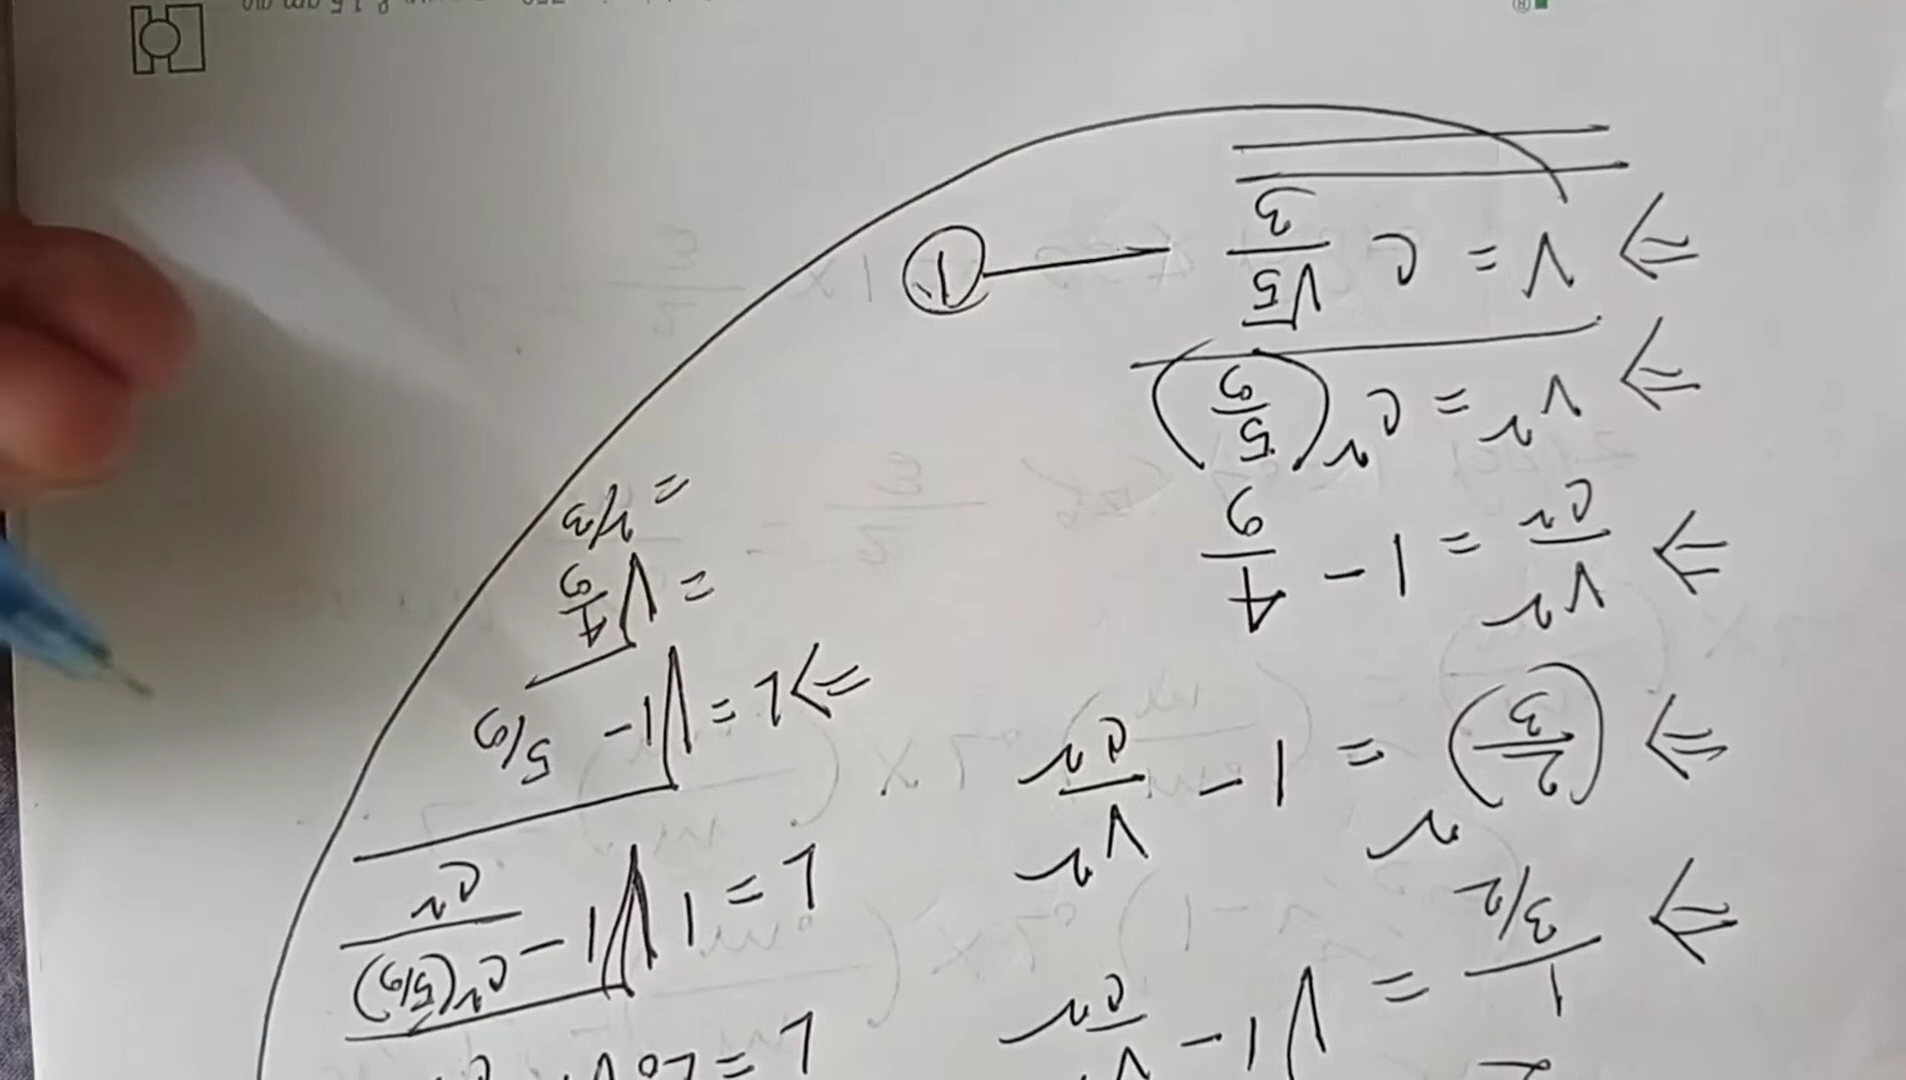 ⇒ 1/(3/2) = √(1 - v²/c²)
⇒ (2/3)² = 1 - v²/c²
⇒ v²/c² = 1 - 4/9
⇒ v² = c²(5/9)
⇒ v = c √5/3 — ①
L = L₀
L = 1 √(1 - c²(5/9)/c²)
⇒ L = √(1 - 5/9)
= √(4/9)
= 2/3